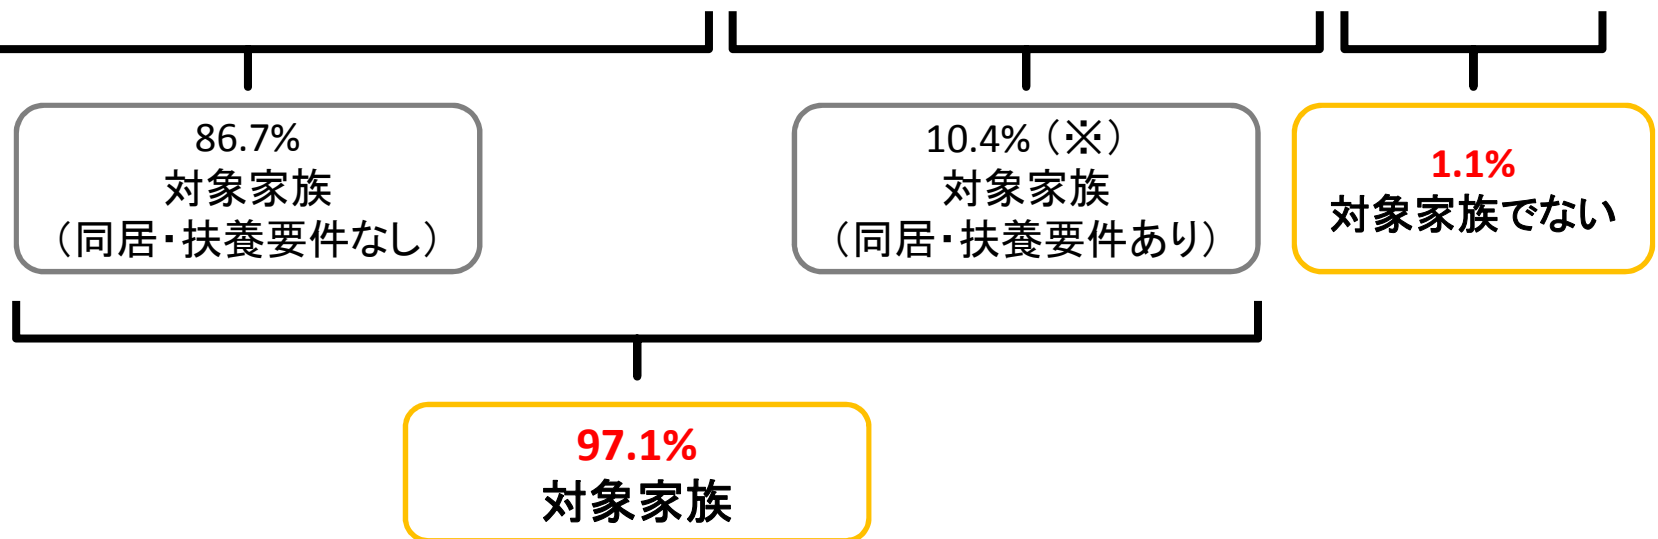 86.7%
対象家族
（同居・扶養要件なし）
10.4%（※）
対象家族
（同居・扶養要件あり）
1.1%
対象家族でない
97.1%
対象家族